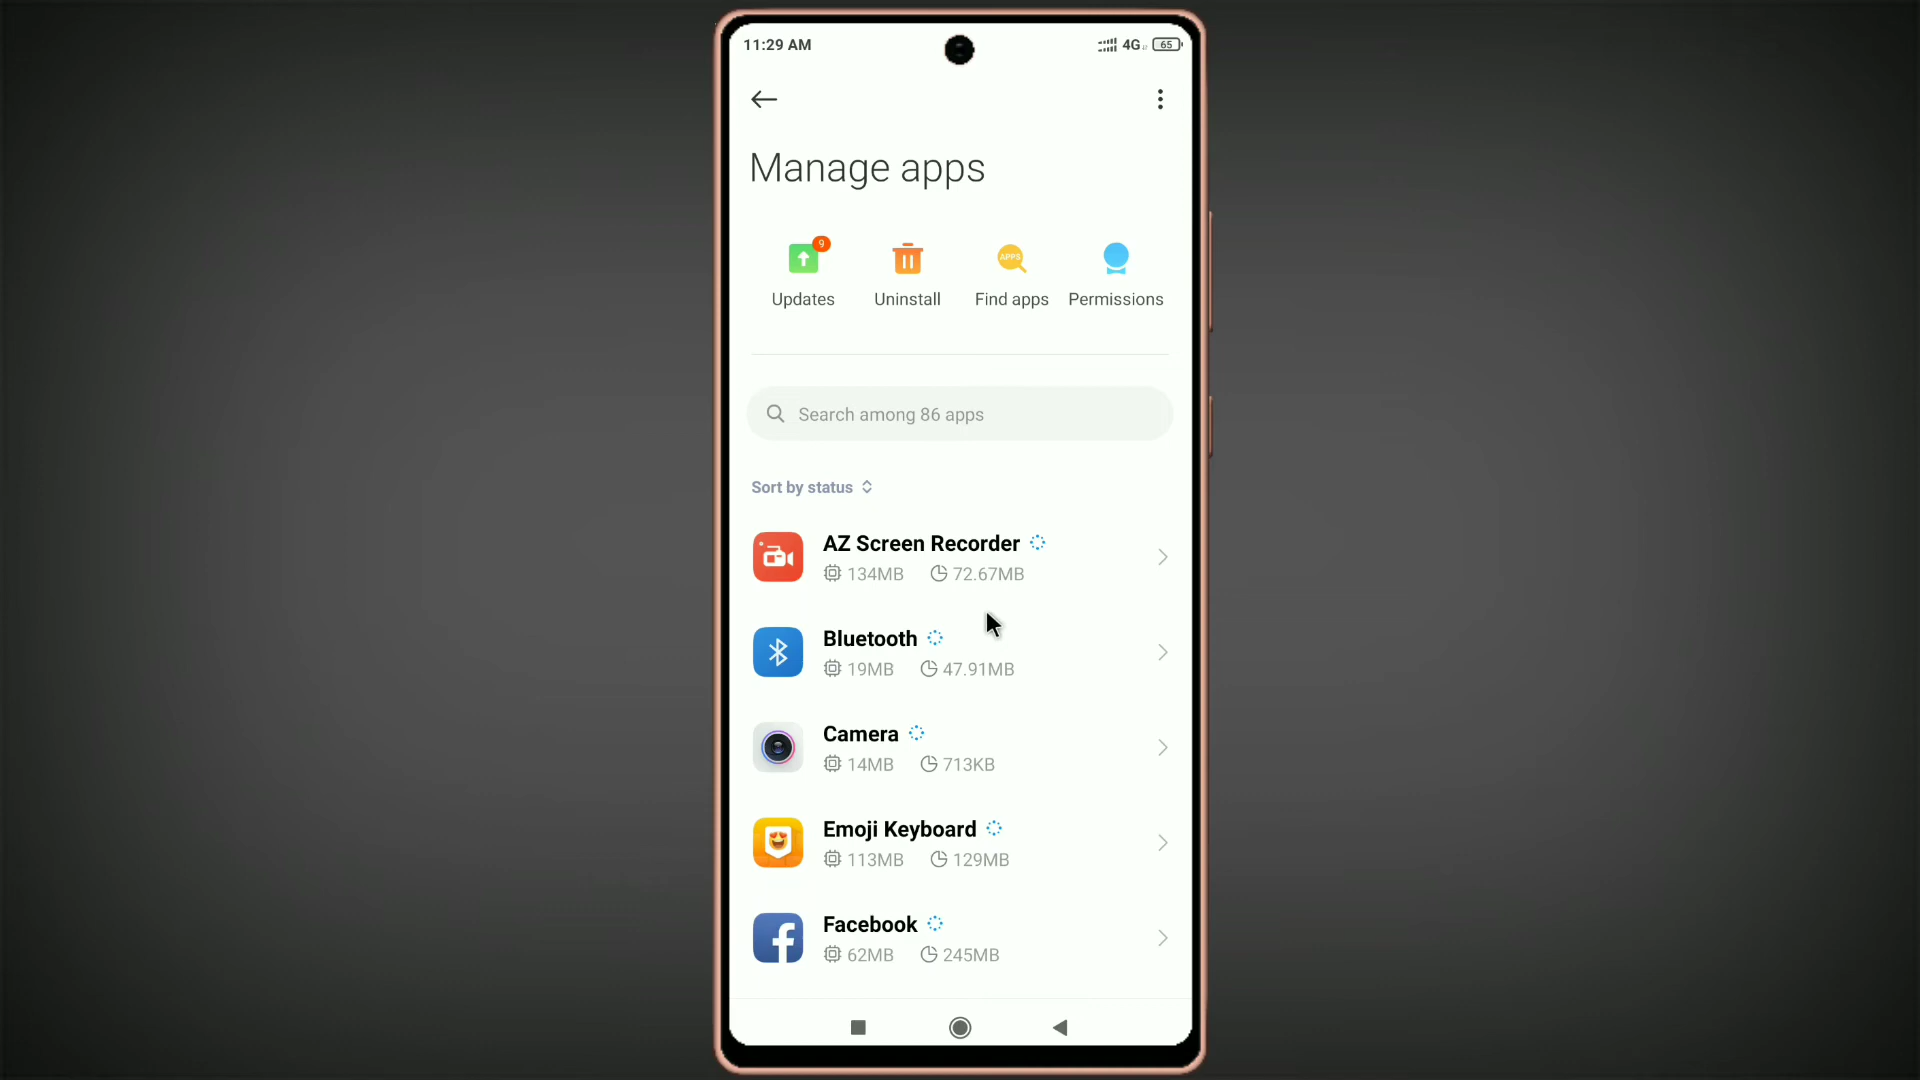 11:29 AM 4G 65
Manage apps
9
APPS
Updates Uninstall Find apps Permissions
Search among 86 apps
Sort by status
AZ Screen Recorder
134MB 72.67MB
Bluetooth
19MB 47.91MB
Camera
14MB 713KB
Emoji Keyboard
113MB 129MB
Facebook
62MB 245MB